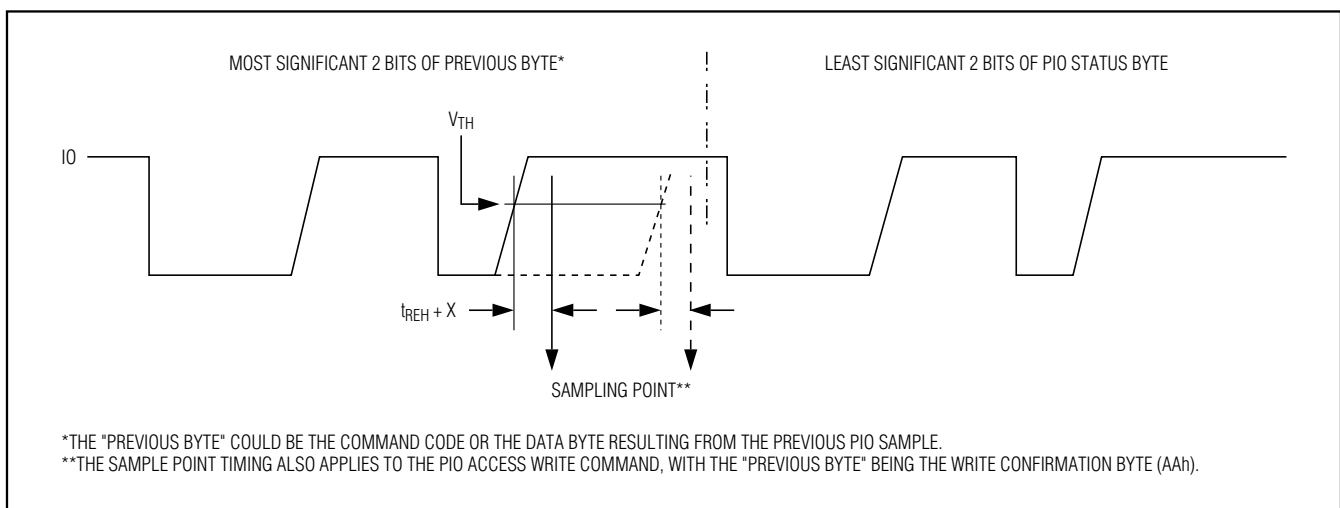 MOST SIGNIFICANT 2 BITS OF PREVIOUS BYTE*
LEAST SIGNIFICANT 2 BITS OF PIO STATUS BYTE
VTH
IO
tREH + X
SAMPLING POINT**
*THE "PREVIOUS BYTE" COULD BE THE COMMAND CODE OR THE DATA BYTE RESULTING FROM THE PREVIOUS PIO SAMPLE.
**THE SAMPLE POINT TIMING ALSO APPLIES TO THE PIO ACCESS WRITE COMMAND, WITH THE "PREVIOUS BYTE" BEING THE WRITE CONFIRMATION BYTE (AAh).